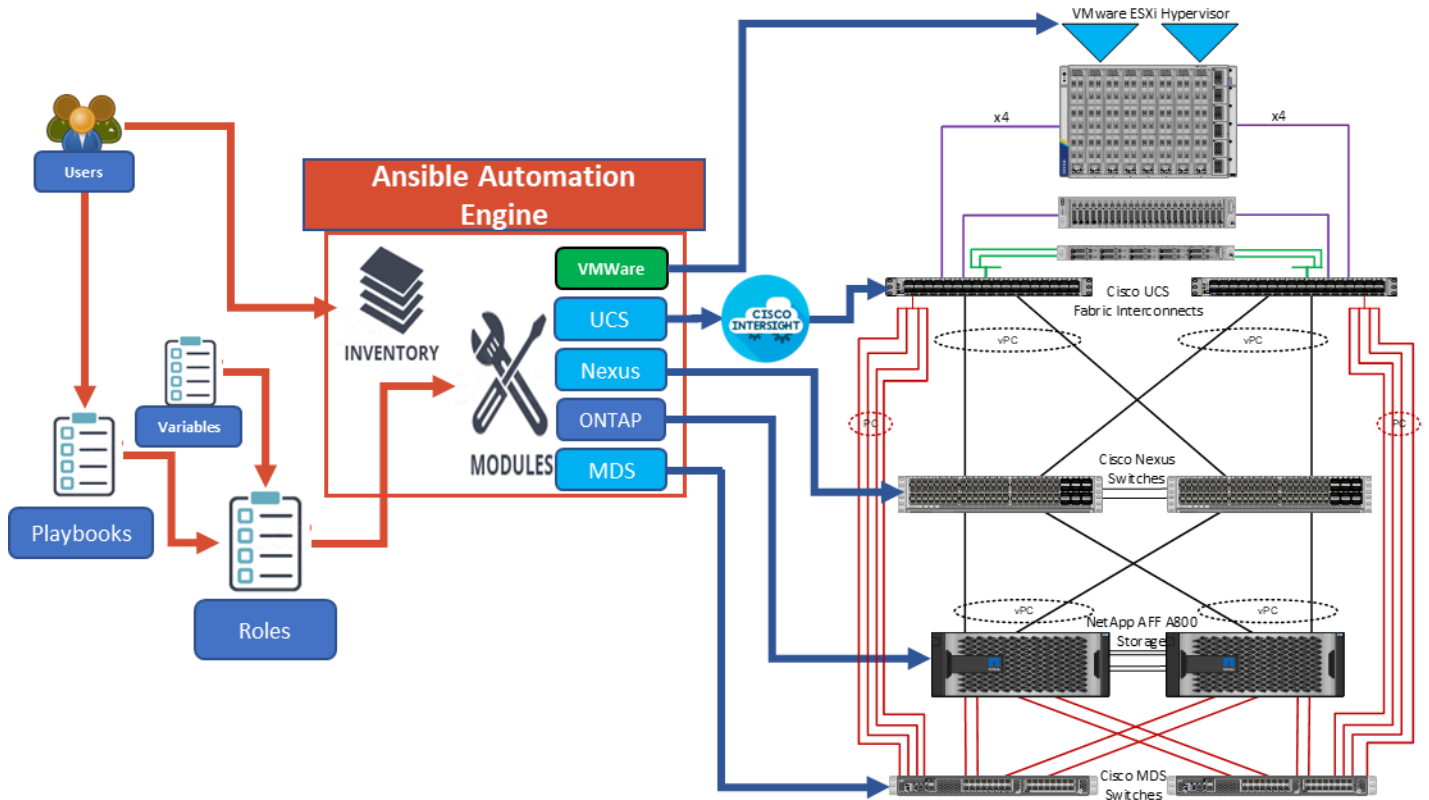 VMware ESXi Hypervisor
x4
x4
Users
Ansible Automation
Engine
VMWare
INVENTORY
UCS
CISCO
INTERSIGHT
Cisco UCS
Fabric Interconnects
vPC
vPC
Nexus
Variables
ONTAP
PC
PC
MODULES
MDS
Cisco Nexus
Switches
Playbooks
Roles
vPC
vPC
NetApp AFF A800
Storage
Cisco MDS
Switches